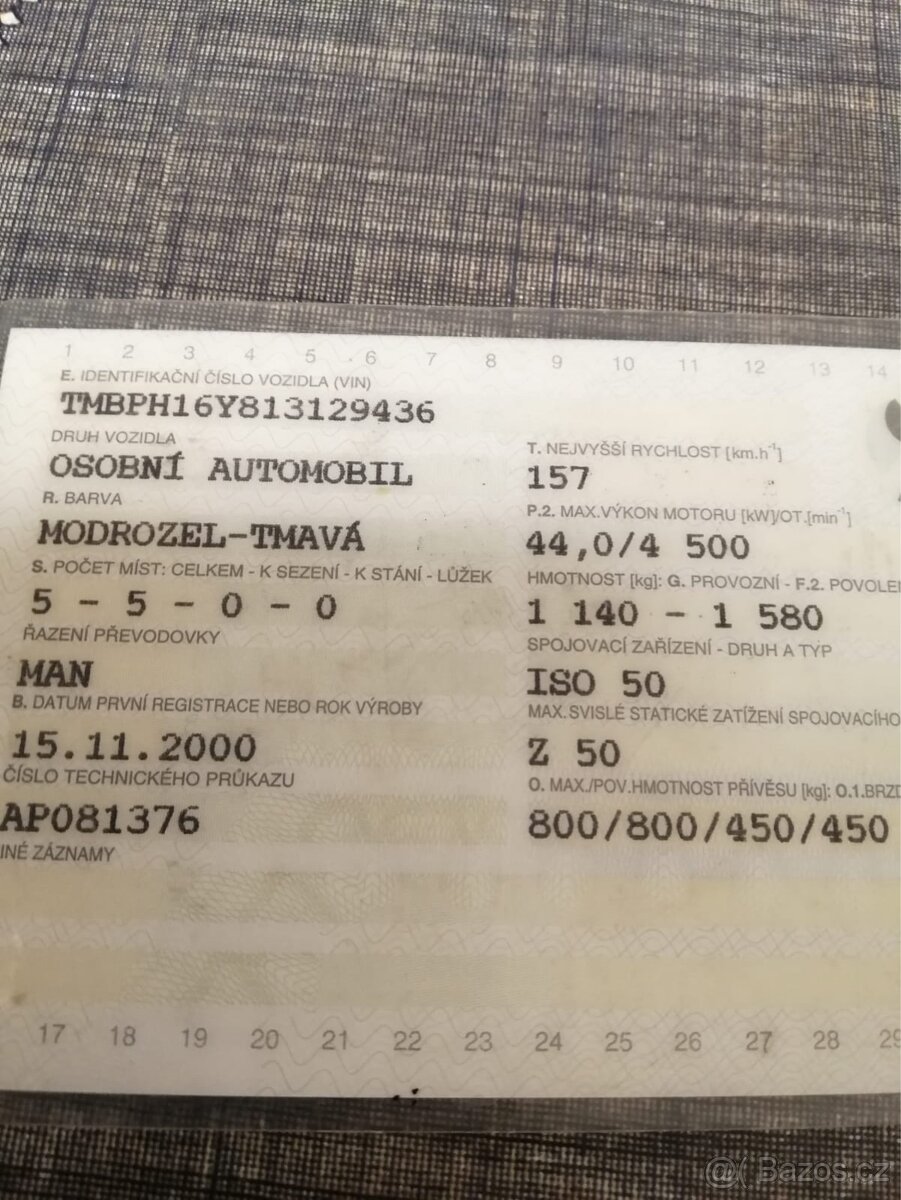 1 2 3 4 5 6 7 8 9 10 11 12 13 14
E. IDENTIFIKAČNÍ ČÍSLO VOZIDLA (VIN)
TMBPH16Y813129436
DRUH VOZIDLA
OSOBNÍ AUTOMOBIL
R. BARVA
MODROZEL-TMAVÁ
S. POČET MÍST: CELKEM - K SEZENÍ - K STÁNÍ - LŮŽEK
5 - 5 - 0 - 0
ŘAZENÍ PŘEVODOVKY
MAN
B. DATUM PRVNÍ REGISTRACE NEBO ROK VÝROBY
15.11.2000
ČÍSLO TECHNICKÉHO PRŮKAZU
AP081376
INÉ ZÁZNAMY
T. NEJVYŠŠÍ RYCHLOST [km.h⁻¹]
157
P.2. MAX.VÝKON MOTORU [kW]/OT.[min⁻¹]
44,0/4 500
HMOTNOST [kg]: G. PROVOZNÍ - F.2. POVOLE
1 140 - 1 580
SPOJOVACÍ ZAŘÍZENÍ - DRUH A TYP
ISO 50
MAX.SVISLÉ STATICKÉ ZATÍŽENÍ SPOJOVACÍHO
Z 50
O. MAX./POV.HMOTNOST PŘÍVĚSU [kg]: O.1.BRZD
800/800/450/450
17 18 19 20 21 22 23 24 25 26 27 28 29
@( Bazos.cz